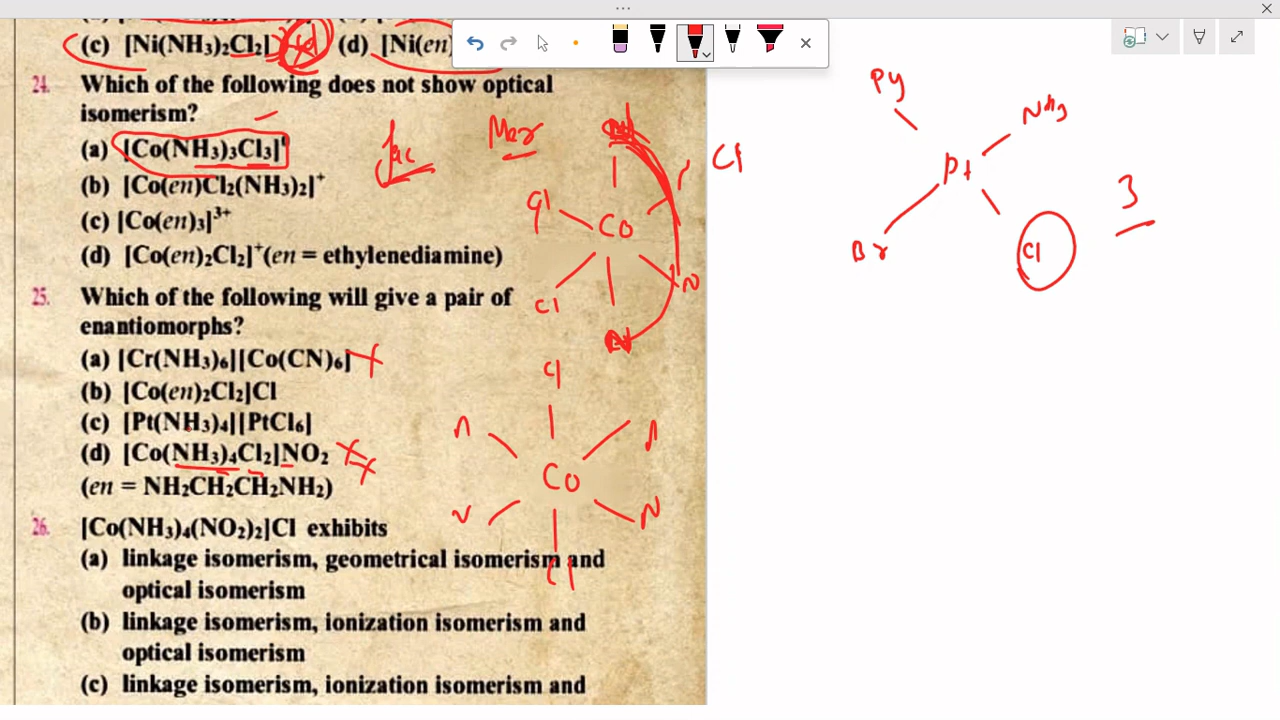 (c) [Ni(NH3)2Cl2] (d) [Ni(en)
24. Which of the following does not show optical
isomerism?
(a) [Co(NH3)3Cl3]
(b) [Co(en)Cl2(NH3)2]+
(c) [Co(en)3]3+
(d) [Co(en)2Cl2]+(en = ethylenediamine)
25. Which of the following will give a pair of
enantiomorphs?
(a) [Cr(NH3)6][Co(CN)6]
(b) [Co(en)2Cl2]Cl
(c) [Pt(NH3)4][PtCl6]
(d) [Co(NH3)4Cl2]NO2
(en = NH2CH2CH2NH2)
26. [Co(NH3)4(NO2)2]Cl exhibits
(a) linkage isomerism, geometrical isomerism and
optical isomerism
(b) linkage isomerism, ionization isomerism and
optical isomerism
(c) linkage isomerism, ionization isomerism and
fac
Mer
Cl
Co
Cl
N
N
Cl
Cl
n
n
Co
N
N
Cl
Py
NH3
Pt
Br
Cl
3